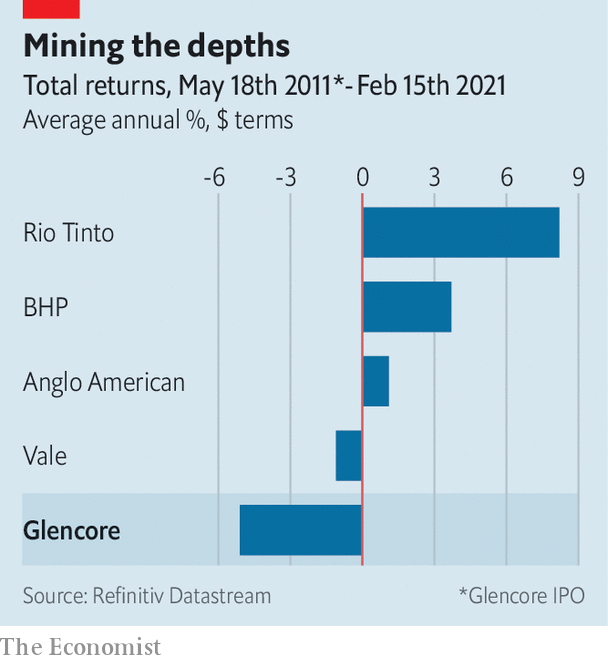 Mining the depths
Total returns, May 18th 2011*-Feb 15th 2021
Average annual %, $ terms
-6 -3 0 3 6 9
Rio Tinto
BHP
Anglo American
Vale
Glencore
Source: Refinitiv Datastream *Glencore IPO
The Economist